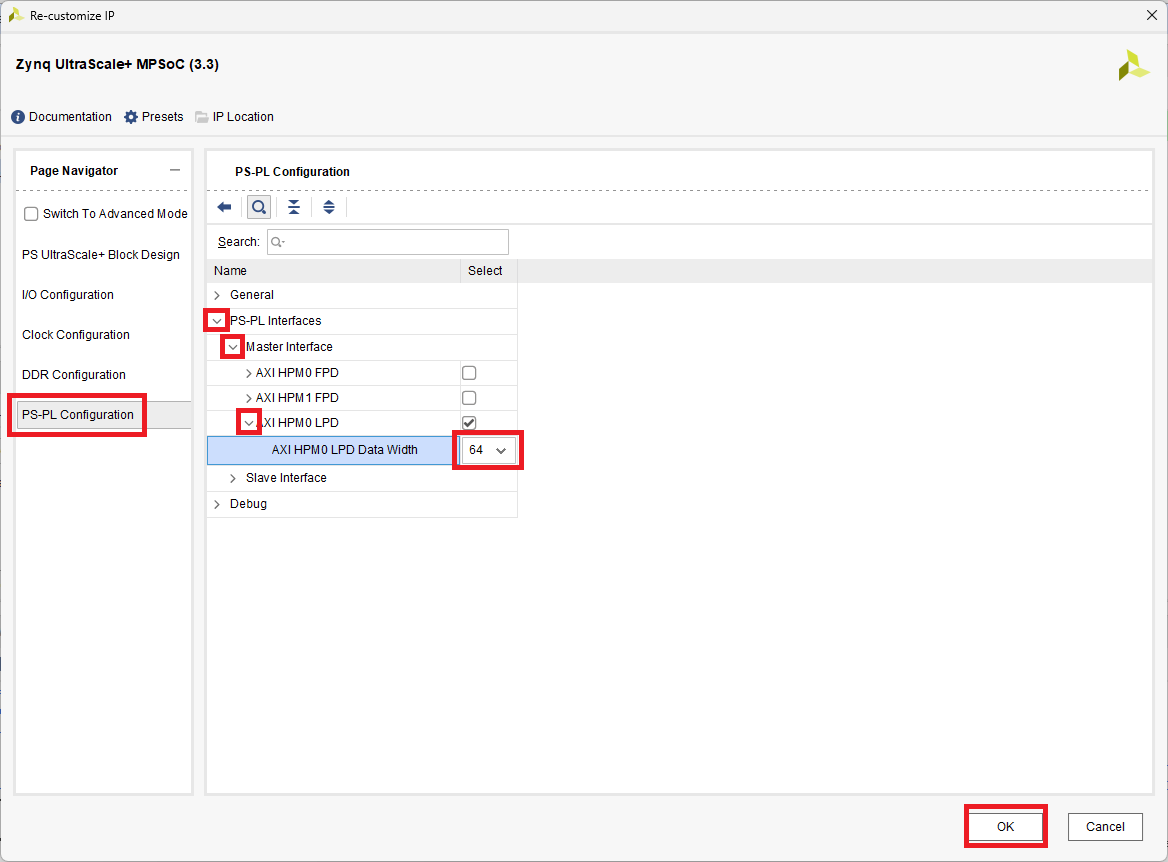 Re-customize IP
Zynq UltraScale+ MPSoC (3.3)
Documentation Presets IP Location
Page Navigator
Switch To Advanced Mode
PS UltraScale+ Block Design
I/O Configuration
Clock Configuration
DDR Configuration
PS-PL Configuration
PS-PL Configuration
Search:
Name Select
General
PS-PL Interfaces
Master Interface
AXI HPM0 FPD
AXI HPM1 FPD
AXI HPM0 LPD
AXI HPM0 LPD Data Width 64
Slave Interface
Debug
OK Cancel